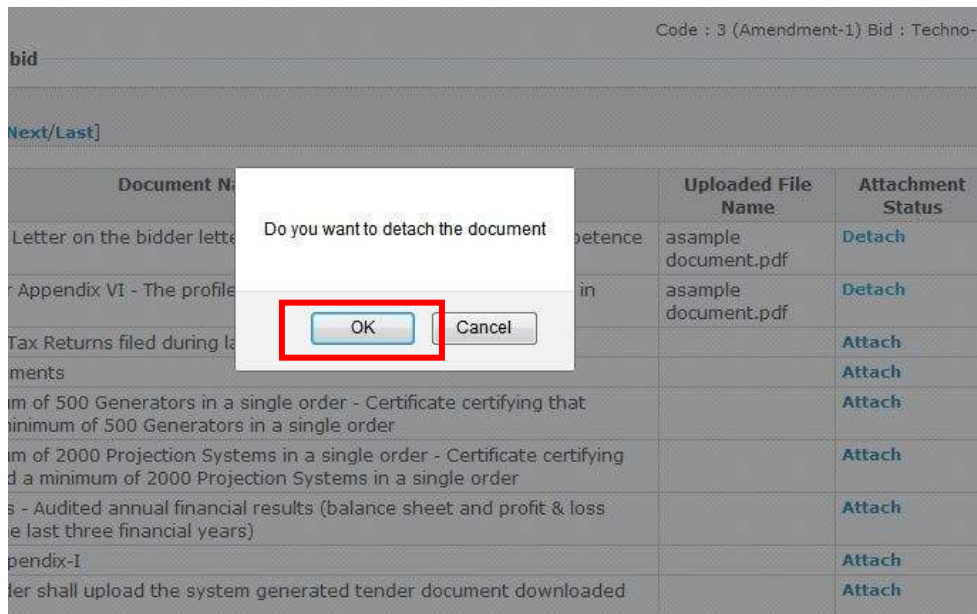 Code : 3 (Amendment-1) Bid : Techno-
bid
Next/Last]
Document N
Uploaded File Name
Attachment Status
Letter on the bidder lette
petence
asample document.pdf
Detach
Do you want to detach the document
OK
Cancel
Appendix VI - The profile
in
asample document.pdf
Detach
Tax Returns filed during la
Attach
ments
Attach
m of 500 Generators in a single order - Certificate certifying that
Attach
inimum of 500 Generators in a single order
m of 2000 Projection Systems in a single order - Certificate certifying
Attach
d a minimum of 2000 Projection Systems in a single order
s - Audited annual financial results (balance sheet and profit & loss
Attach
e last three financial years)
pendix-I
Attach
der shall upload the system generated tender document downloaded
Attach